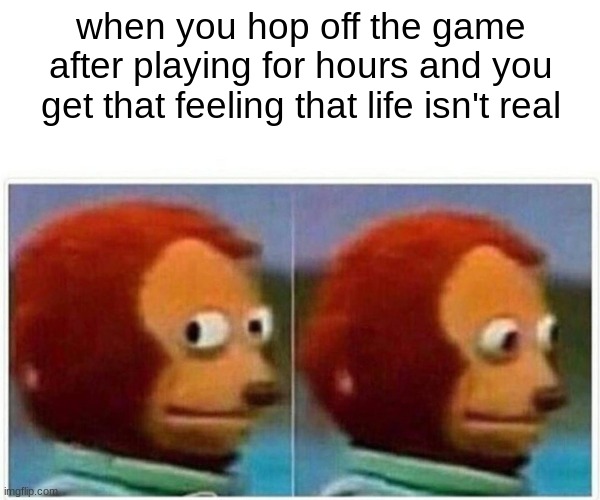 when you hop off the game
after playing for hours and you
get that feeling that life isn't real
imgflip.com